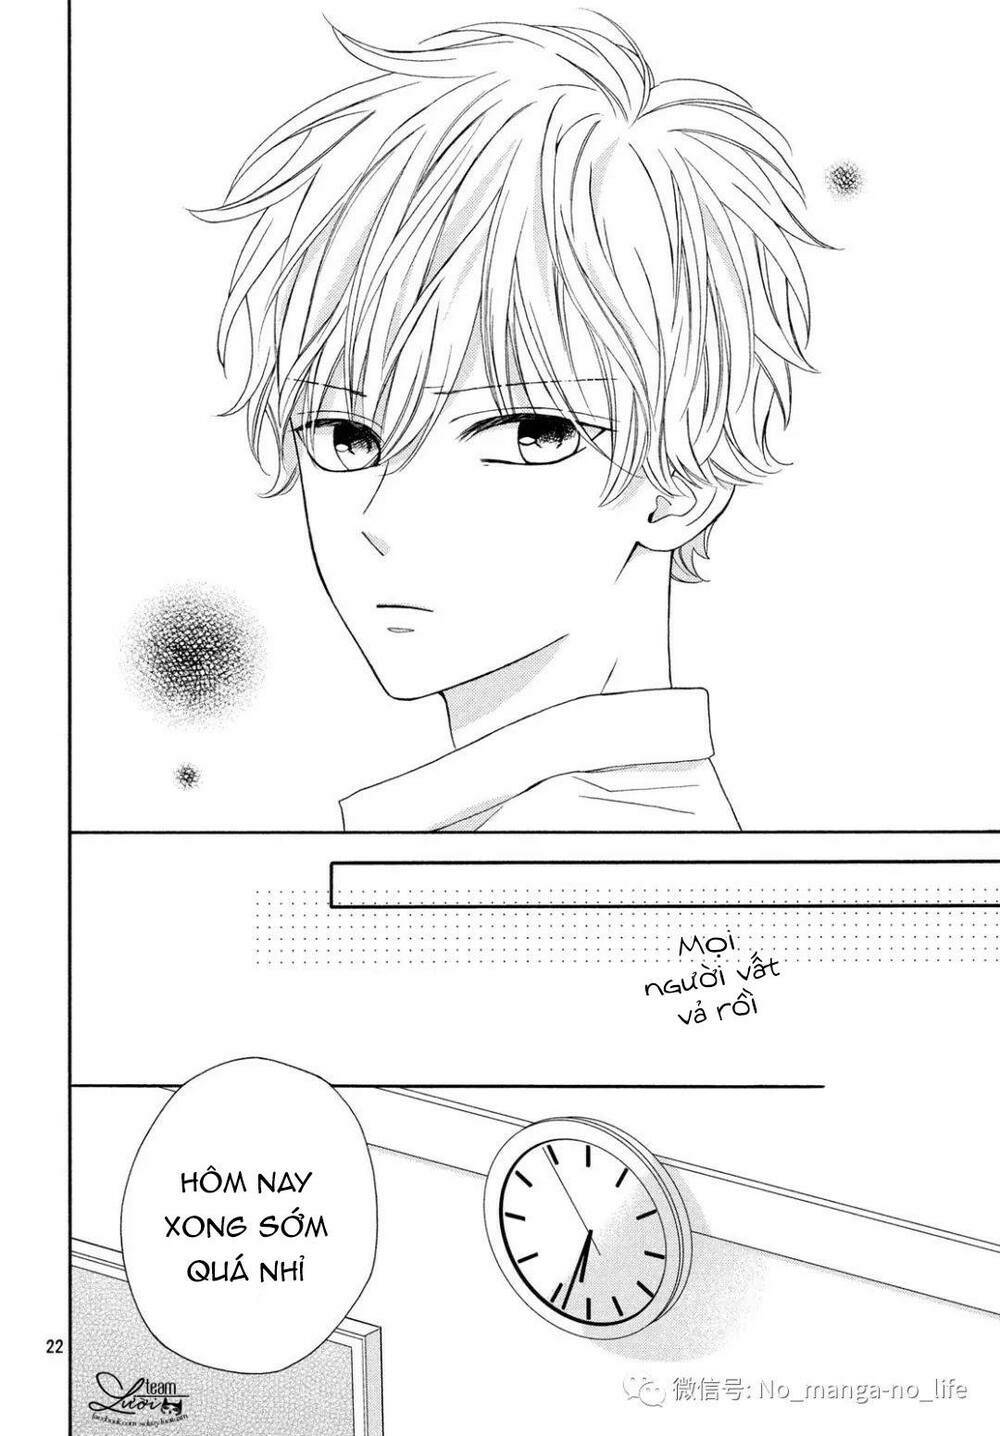 Mọi
người vất
vả rồi
HÔM NAY
XONG SỚM
QUÁ NHỈ
22
team
Lười
微信号: No_manga-no_life